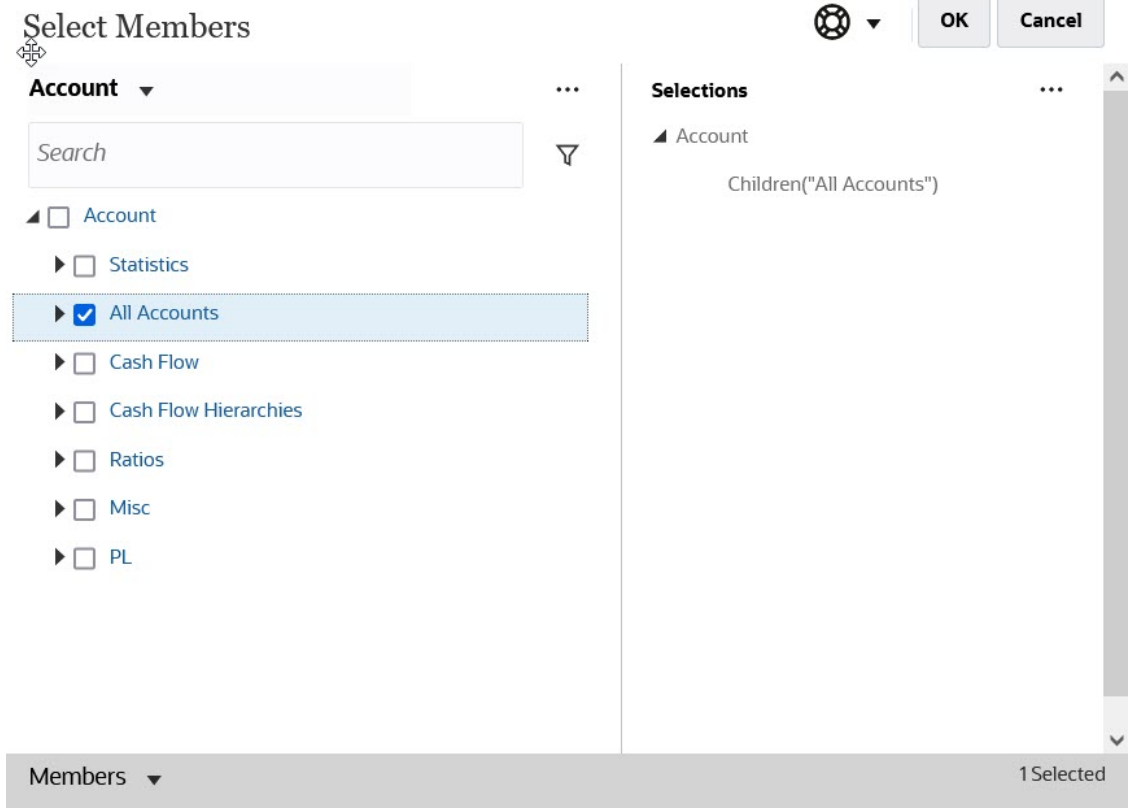 Select Members
OK
Cancel
Account
Search
Account
Statistics
All Accounts
Cash Flow
Cash Flow Hierarchies
Ratios
Misc
PL
Selections
Account
Children("All Accounts")
Members
1 Selected